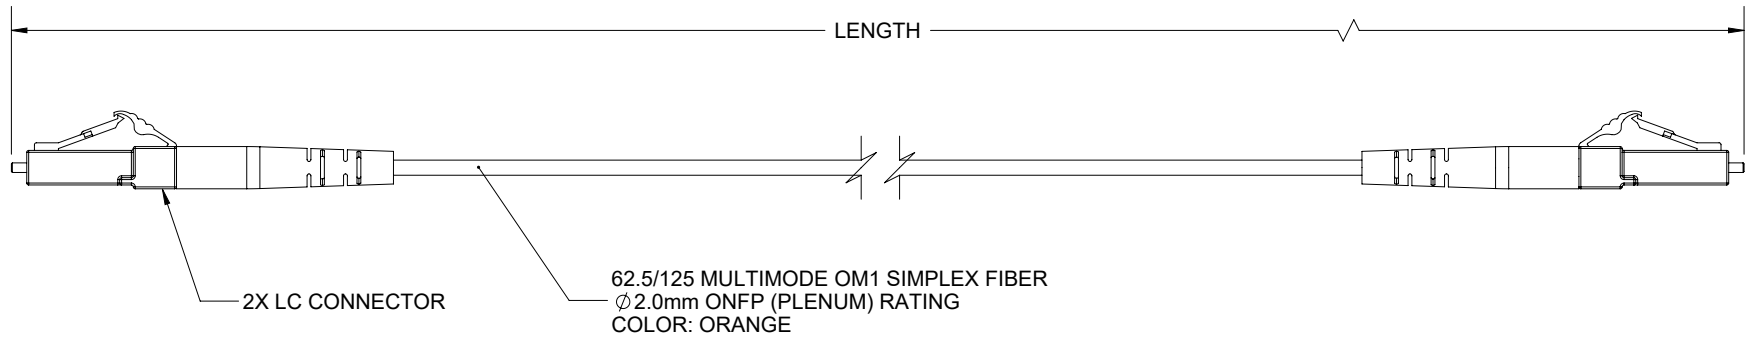 LENGTH
2X LC CONNECTOR
62.5/125 MULTIMODE OM1 SIMPLEX FIBER
∅2.0mm ONFP (PLENUM) RATING
COLOR: ORANGE